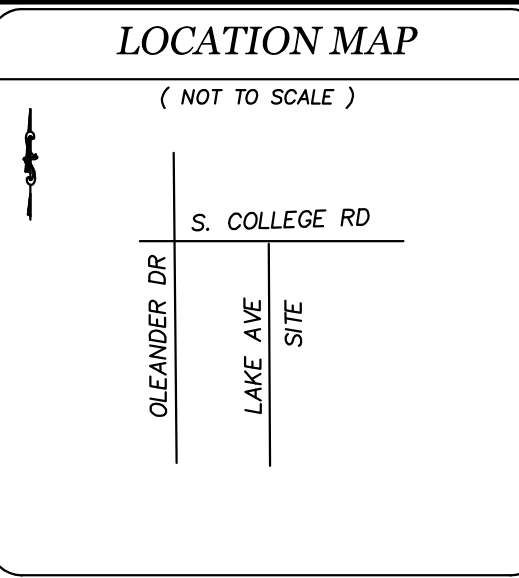 LOCATION MAP
( NOT TO SCALE )
S. COLLEGE RD
OLEANDER DR
LAKE AVE
SITE